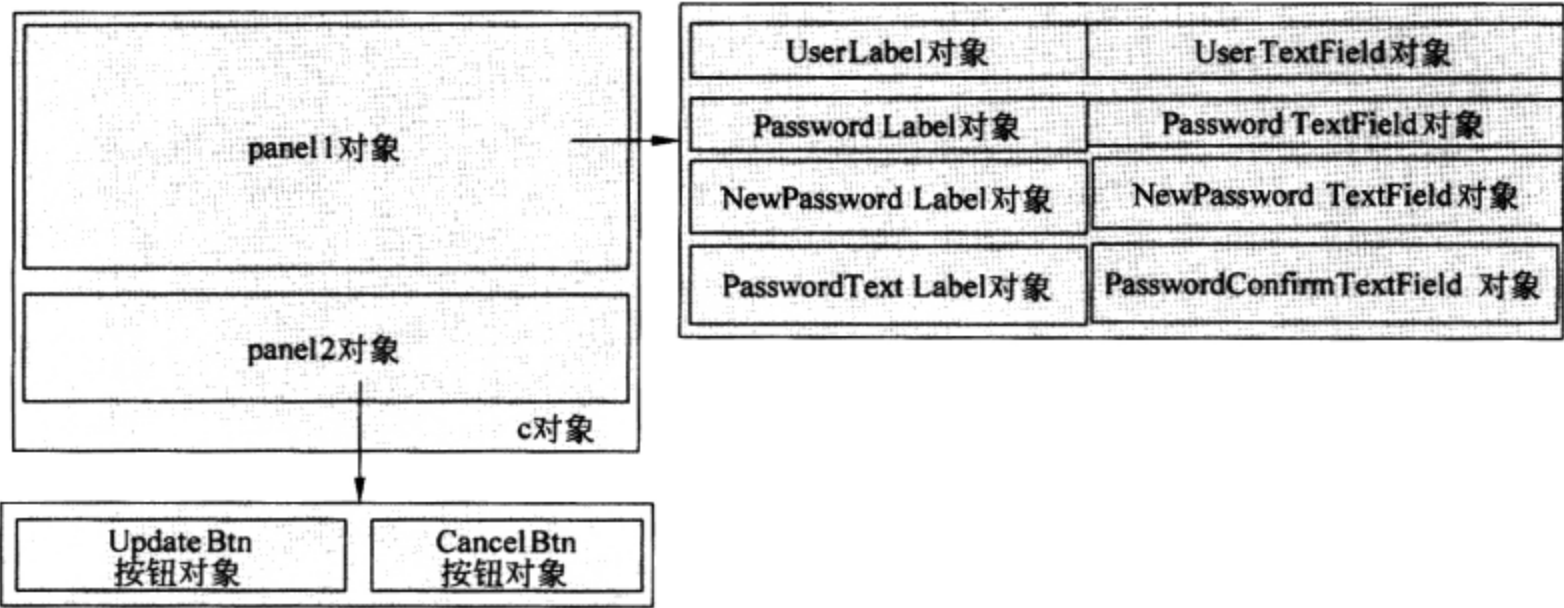 panel1对象
panel2对象
c对象
UserLabel对象 UserTextField对象
Password Label对象 Password TextField对象
NewPassword Label对象 NewPassword TextField对象
PasswordText Label对象 PasswordConfirmTextField 对象
UpdateBtn
按钮对象
CancelBtn
按钮对象